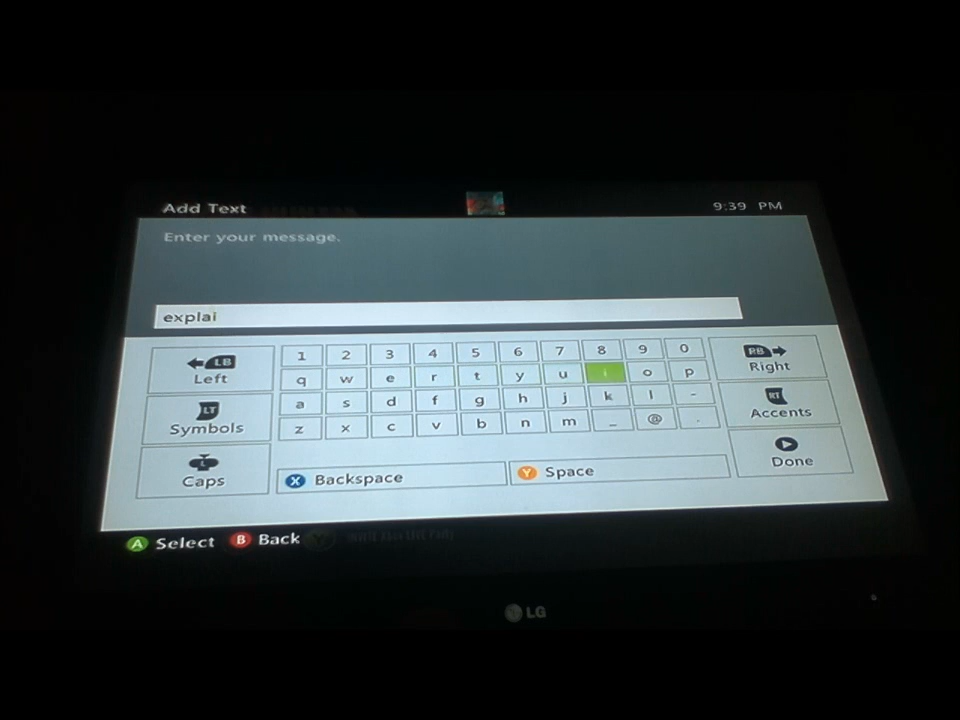 Add Text
9:39 PM
Enter your message.
explai
LB
Left
1 2 3 4 5 6 7 8 9 0
RB
Right
q w e r t y u i o p
LT
Symbols
a s d f g h j k l -
RT
Accents
z x c v b n m _ @ .
L
Caps
X Backspace
Y Space
Done
A Select B Back Y
LG